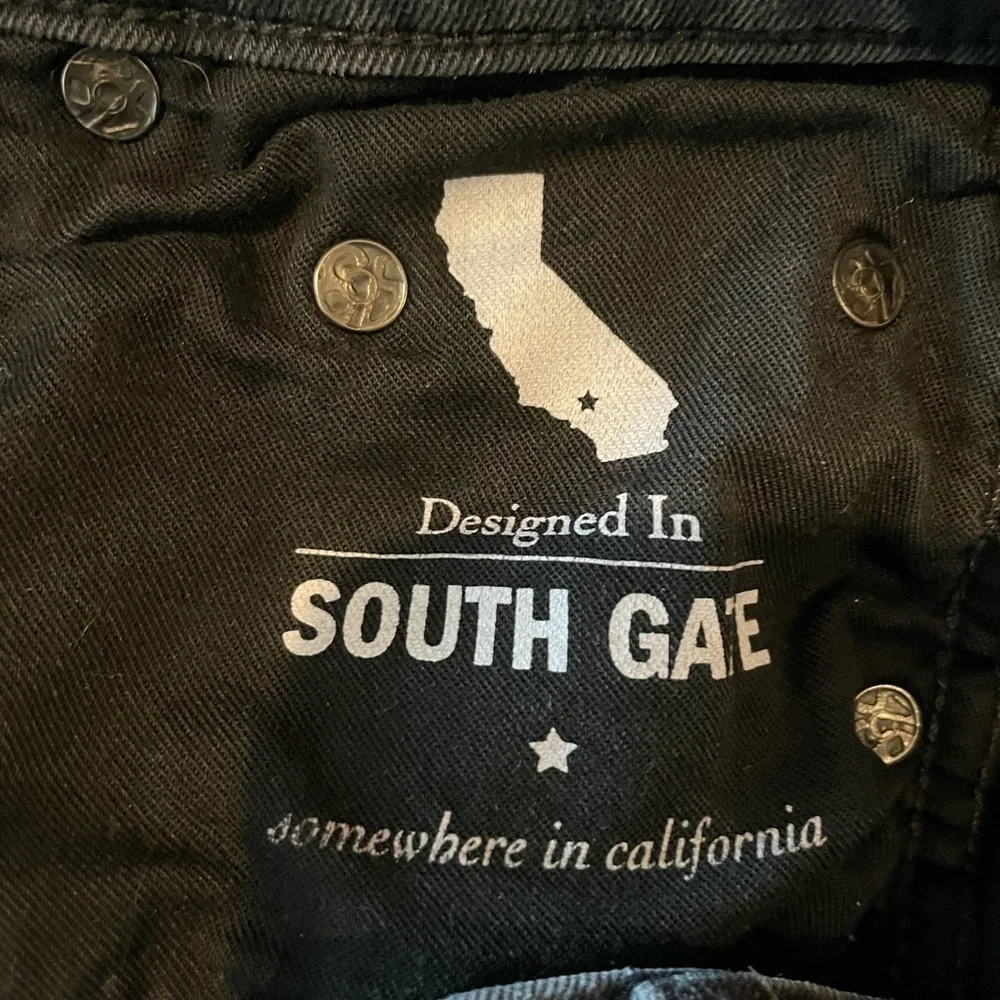 Designed In
SOUTH GATE
somewhere in california